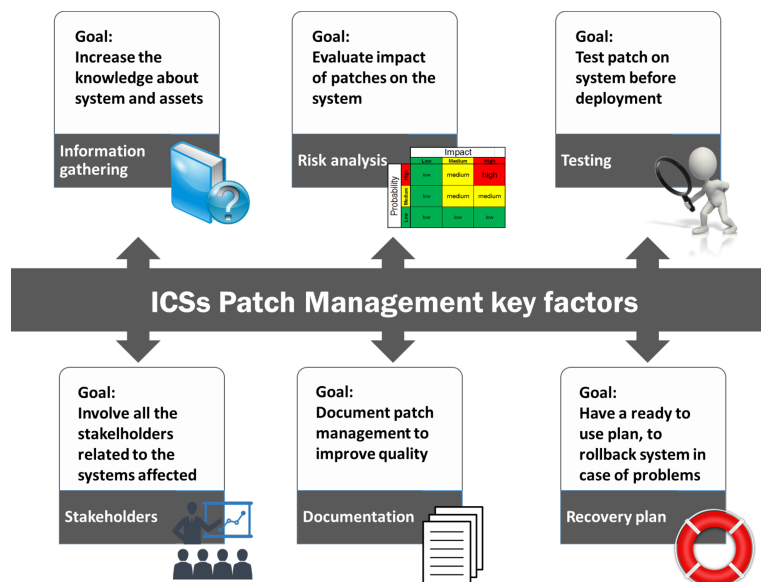 Goal:
Increase the
knowledge about
system and assets
Information
gathering
Goal:
Evaluate impact
of patches on the
system
Risk analysis
Impact
Low Medium High
Probability
High low medium high
Medium low medium medium
Low low low low
Goal:
Test patch on
system before
deployment
Testing
ICSs Patch Management key factors
Goal:
Involve all the
stakelholders
related to the
systems affected
Stakeholders
Goal:
Document patch
management to
improve quality
Documentation
Goal:
Have a ready to
use plan, to
rollback system in
case of problems
Recovery plan